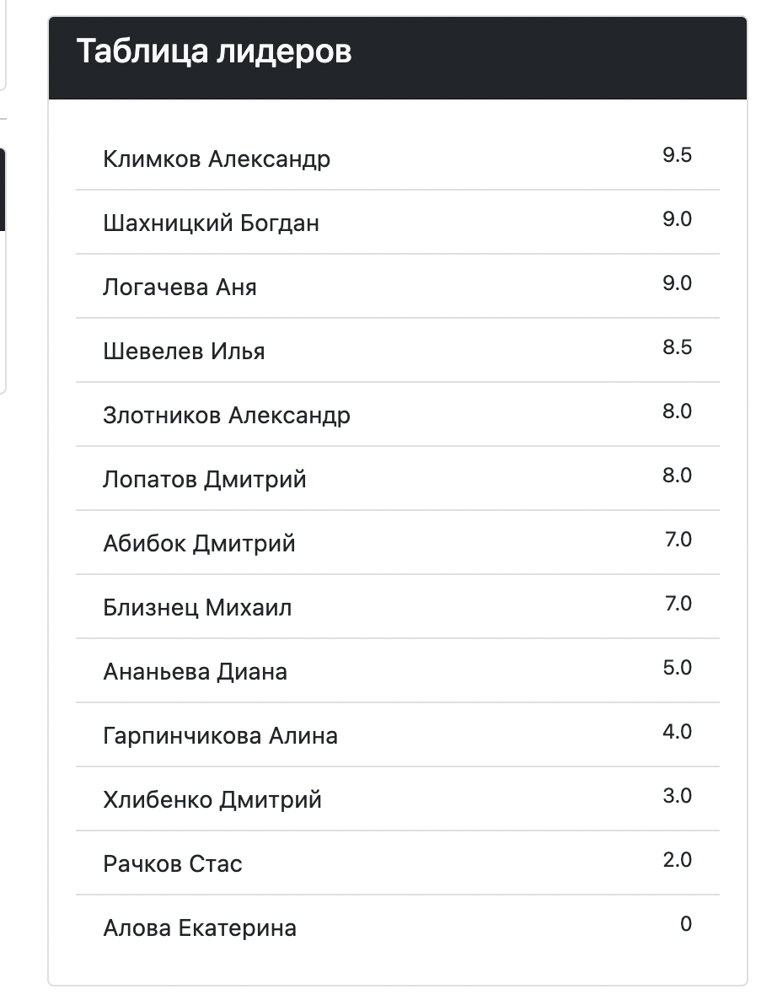 Таблица лидеров
Климков Александр 9.5
Шахницкий Богдан 9.0
Логачева Аня 9.0
Шевелев Илья 8.5
Злотников Александр 8.0
Лопатов Дмитрий 8.0
Абибок Дмитрий 7.0
Близнец Михаил 7.0
Ананьева Диана 5.0
Гарпинчикова Алина 4.0
Хлибенко Дмитрий 3.0
Рачков Стас 2.0
Алова Екатерина 0